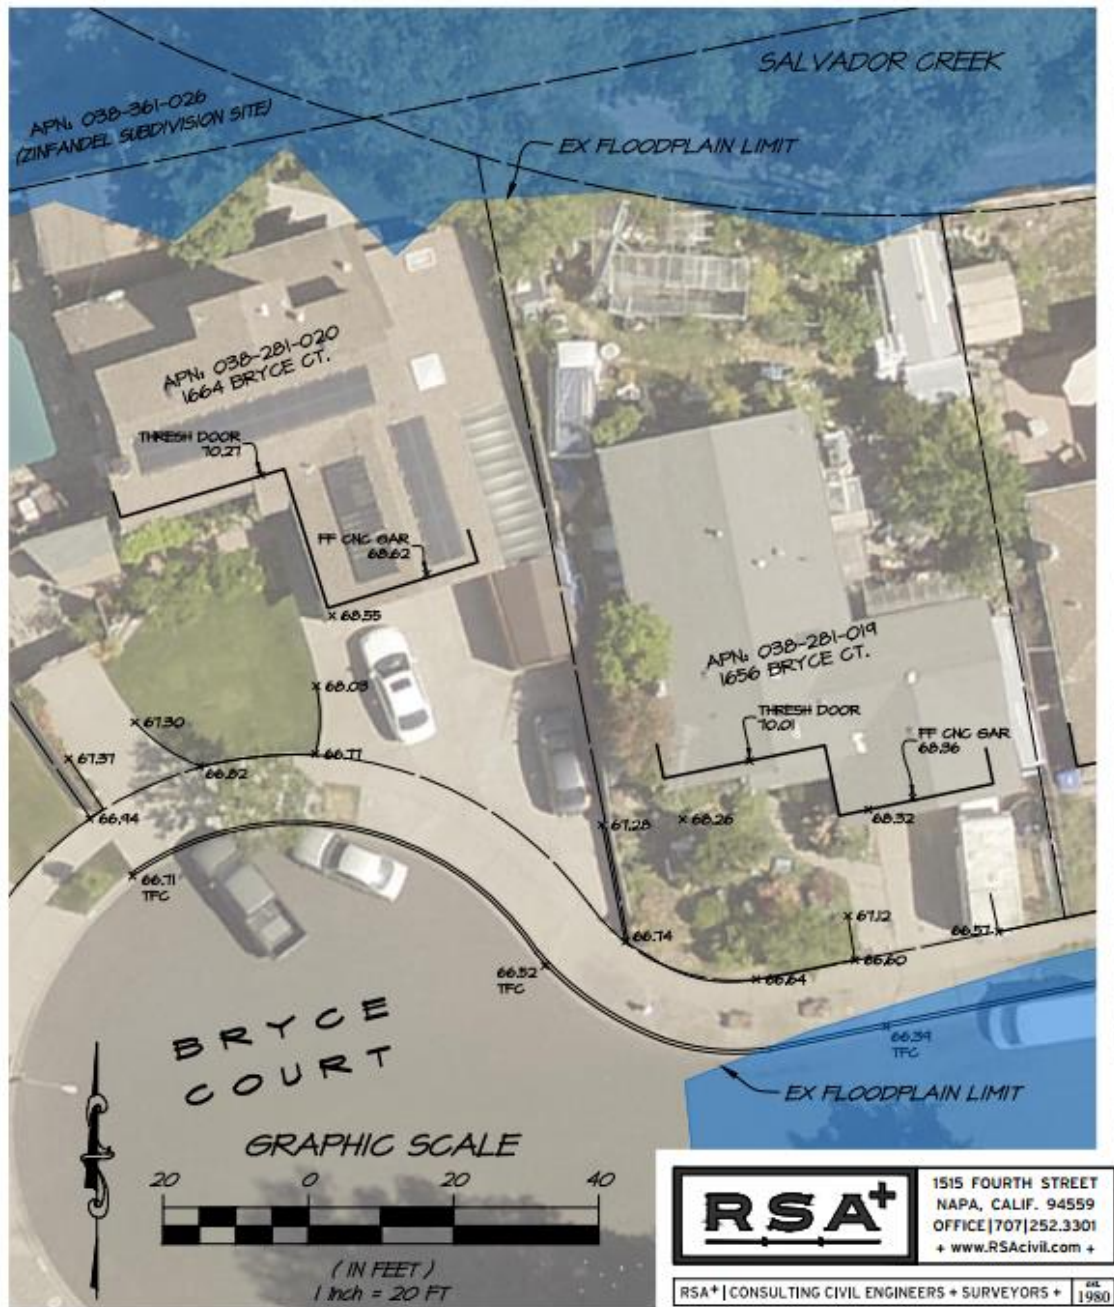 SALVADOR CREEK
APN: 038-361-026
(ZINFANDEL SUBDIVISION SITE)
EX FLOODPLAIN LIMIT
APN: 038-281-020
1664 BRYCE CT.
THRESH DOOR
70.27
FF CNC GAR
68.62
68.55
APN: 038-281-019
1656 BRYCE CT.
68.03
THRESH DOOR
70.01
FF CNC GAR
68.36
67.30
67.37
66.77
66.82
66.94
67.28
68.26
68.32
66.71
TFC
67.12
66.57
66.74
66.60
66.52
TFC
66.64
66.39
TFC
BRYCE
COURT
EX FLOODPLAIN LIMIT
GRAPHIC SCALE
20 0 20 40
( IN FEET )
1 inch = 20 FT
RSA+
1515 FOURTH STREET
NAPA, CALIF. 94559
OFFICE|707|252.3301
+ www.RSAcivil.com +
RSA+ | CONSULTING CIVIL ENGINEERS + SURVEYORS +
est.
1980